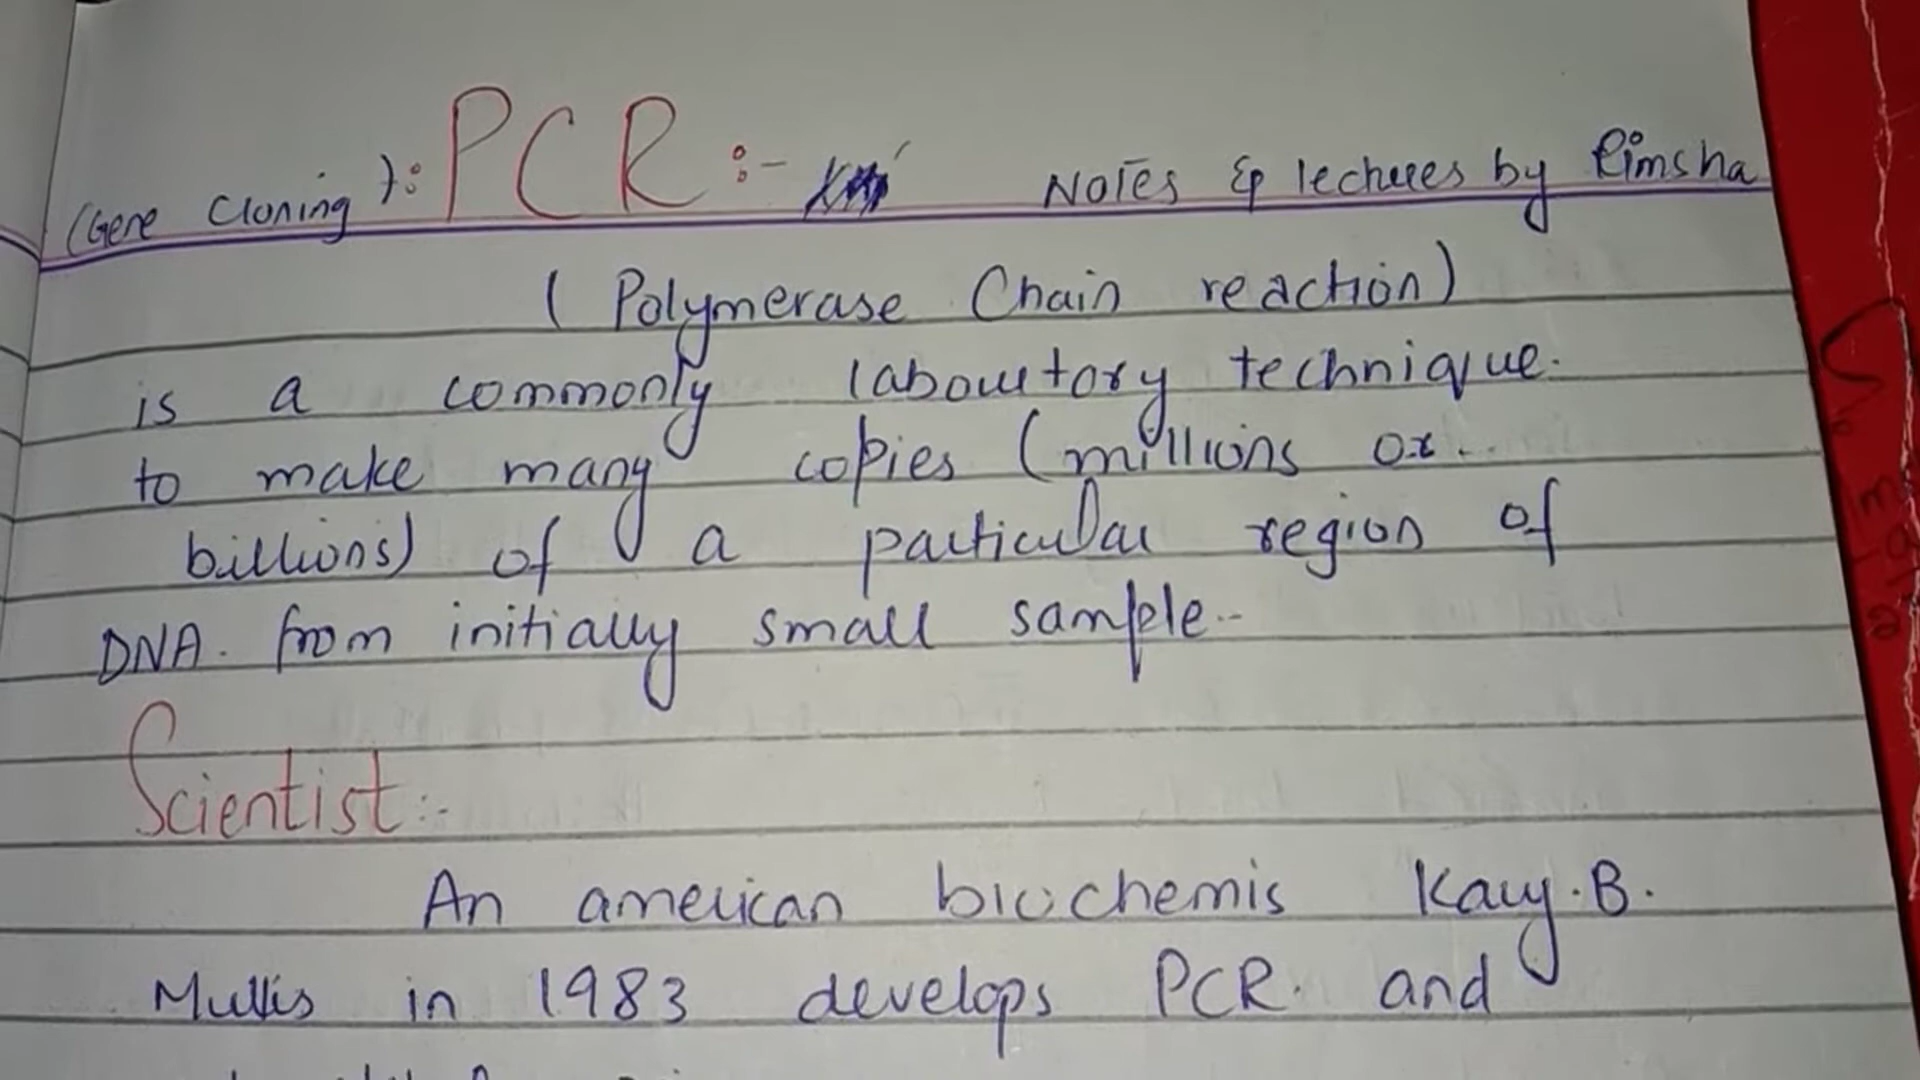 (Gene Cloning): PCR:- Notes & lectures by Rimsha
(Polymerase Chain reaction)
is a commonly labourtory technique.
to make many copies (millions or
billions) of a particular region of
DNA. from initially small sample.-
Scientist:-
An american biochemis Kary.B.
Mullis in 1983 develops PCR. and